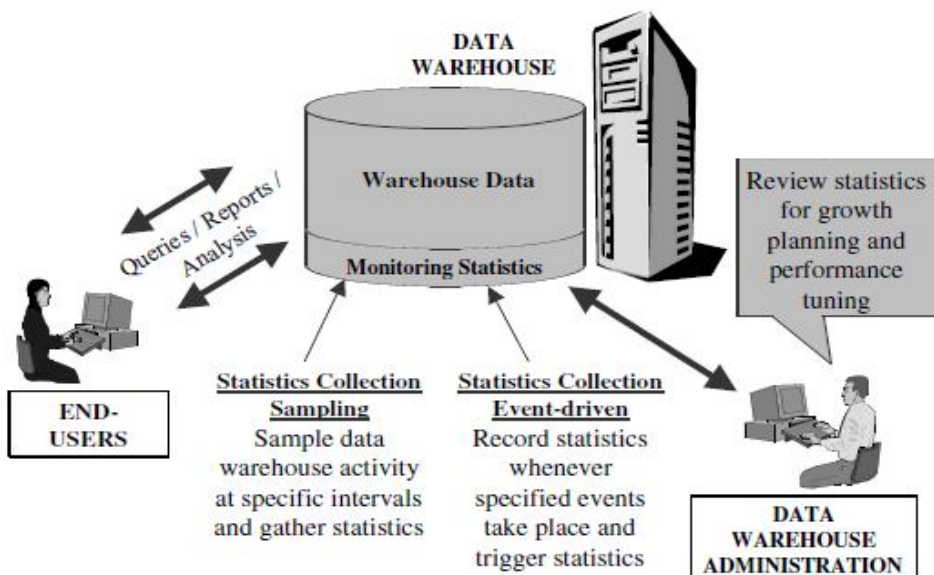 DATA
WAREHOUSE
Warehouse Data
Monitoring Statistics
Queries / Reports /
Analysis
Review statistics
for growth
planning and
performance
tuning
END-
USERS
Statistics Collection
Sampling
Sample data
warehouse activity
at specific intervals
and gather statistics
Statistics Collection
Event-driven
Record statistics
whenever
specified events
take place and
trigger statistics
DATA
WAREHOUSE
ADMINISTRATION